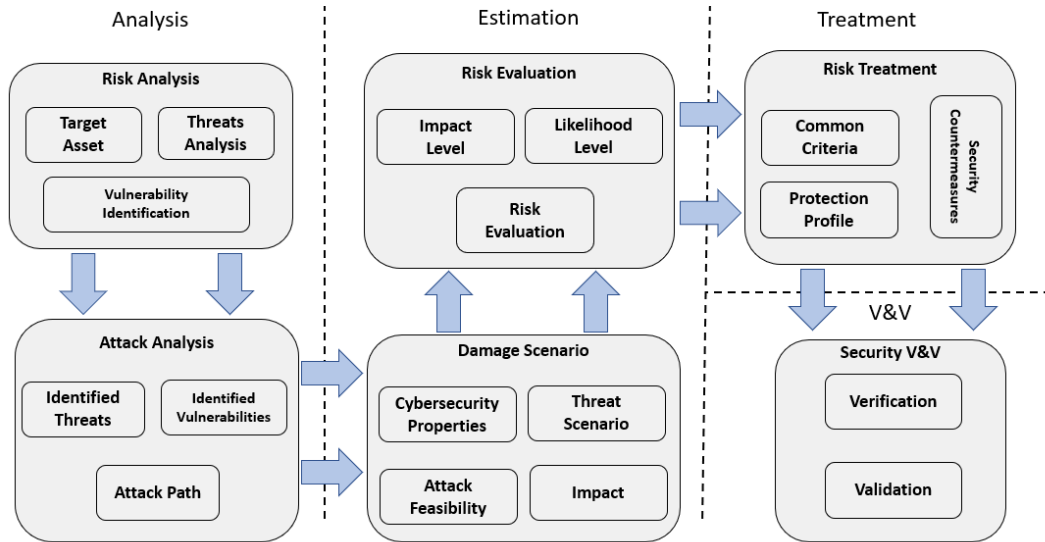 Analysis
Estimation
Treatment
Risk Analysis
Target
Asset
Threats
Analysis
Vulnerability
Identification
Attack Analysis
Identified
Threats
Identified
Vulnerabilities
Attack Path
Risk Evaluation
Impact
Level
Likelihood
Level
Risk
Evaluation
Damage Scenario
Cybersecurity
Properties
Threat
Scenario
Attack
Feasibility
Impact
Risk Treatment
Common
Criteria
Protection
Profile
Security
Countermeasures
V&V
Security V&V
Verification
Validation